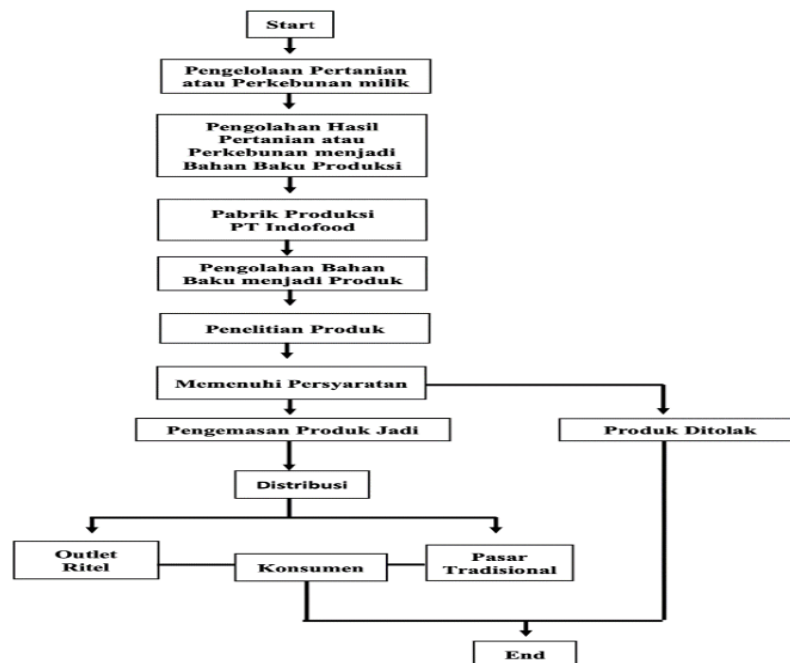 Start
Pengelolaan Pertanian
atau Perkebunan milik
Pengolahan Hasil
Pertanian atau
Perkebunan menjadi
Bahan Baku Produksi
Pabrik Produksi
PT Indofood
Pengolahan Bahan
Baku menjadi Produk
Penelitian Produk
Memenuhi Persyaratan
Pengemasan Produk Jadi
Produk Ditolak
Distribusi
Outlet
Ritel
Konsumen
Pasar
Tradisional
End